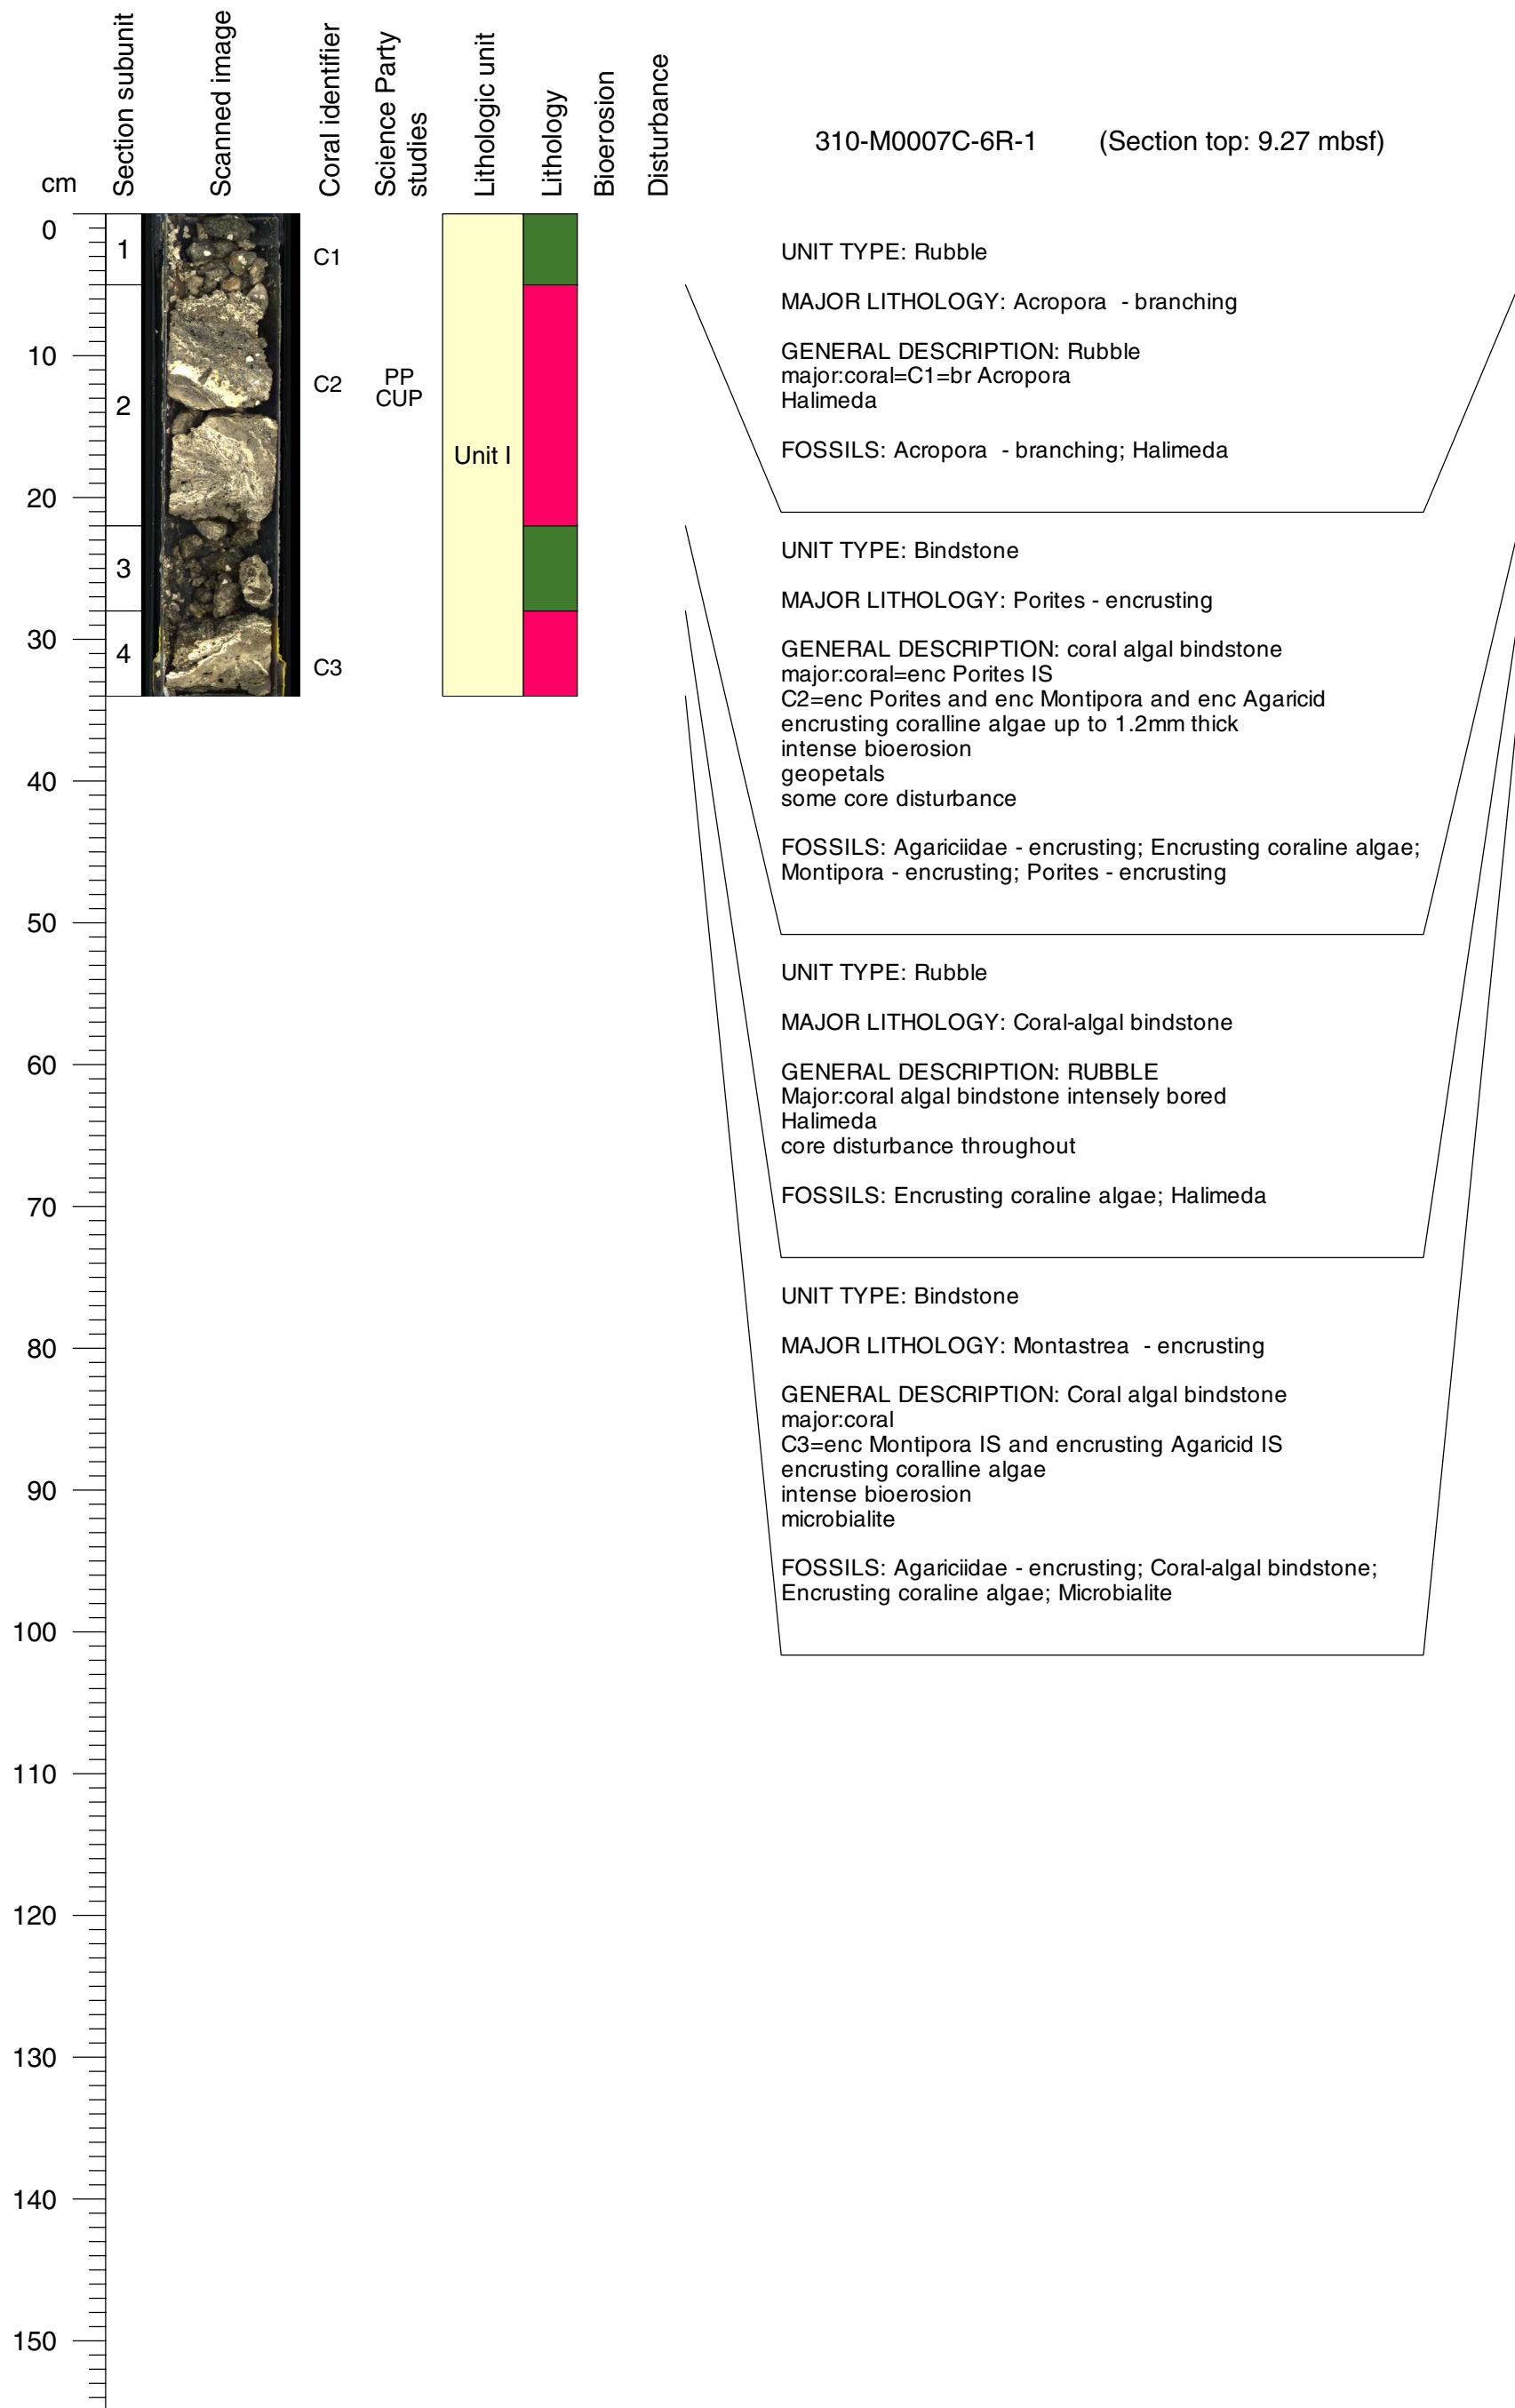 Section subunit
Scanned image
Coral identifier
Science Party
studies
Lithologic unit
Lithology
Bioerosion
Disturbance
310-M0007C-6R-1 (Section top: 9.27 mbsf)
cm
0
10
20
30
40
50
60
70
80
90
100
110
120
130
140
150
1
2
3
4
C1
C2
C3
PP
CUP
Unit I
UNIT TYPE: Rubble
MAJOR LITHOLOGY: Acropora - branching
GENERAL DESCRIPTION: Rubble
major:coral=C1=br Acropora
Halimeda
FOSSILS: Acropora - branching; Halimeda
UNIT TYPE: Bindstone
MAJOR LITHOLOGY: Porites - encrusting
GENERAL DESCRIPTION: coral algal bindstone
major:coral=enc Porites IS
C2=enc Porites and enc Montipora and enc Agaricid
encrusting coralline algae up to 1.2mm thick
intense bioerosion
geopetals
some core disturbance
FOSSILS: Agariciidae - encrusting; Encrusting coraline algae;
Montipora - encrusting; Porites - encrusting
UNIT TYPE: Rubble
MAJOR LITHOLOGY: Coral-algal bindstone
GENERAL DESCRIPTION: RUBBLE
Major:coral algal bindstone intensely bored
Halimeda
core disturbance throughout
FOSSILS: Encrusting coraline algae; Halimeda
UNIT TYPE: Bindstone
MAJOR LITHOLOGY: Montastrea - encrusting
GENERAL DESCRIPTION: Coral algal bindstone
major:coral
C3=enc Montipora IS and encrusting Agaricid IS
encrusting coralline algae
intense bioerosion
microbialite
FOSSILS: Agariciidae - encrusting; Coral-algal bindstone;
Encrusting coraline algae; Microbialite